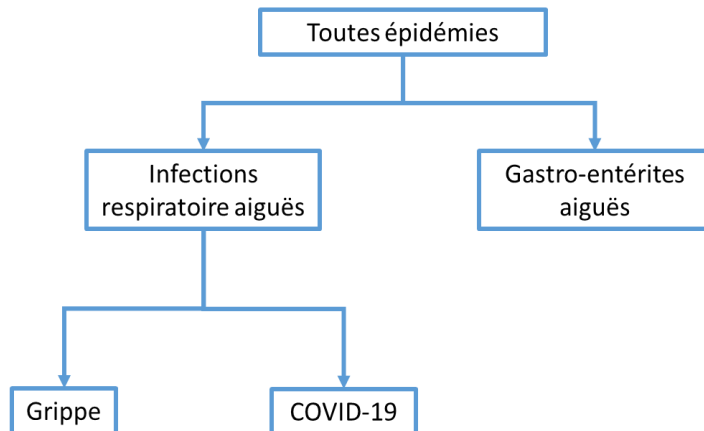 Toutes épidémies
Infections
respiratoire aiguës
Gastro-entérites
aiguës
Grippe
COVID-19